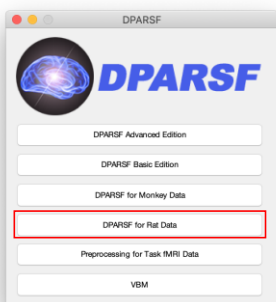 DPARSF
DPARSF
DPARSF Advanced Edition
DPARSF Basic Edition
DPARSF for Monkey Data
DPARSF for Rat Data
Preprocessing for Task fMRI Data
VBM